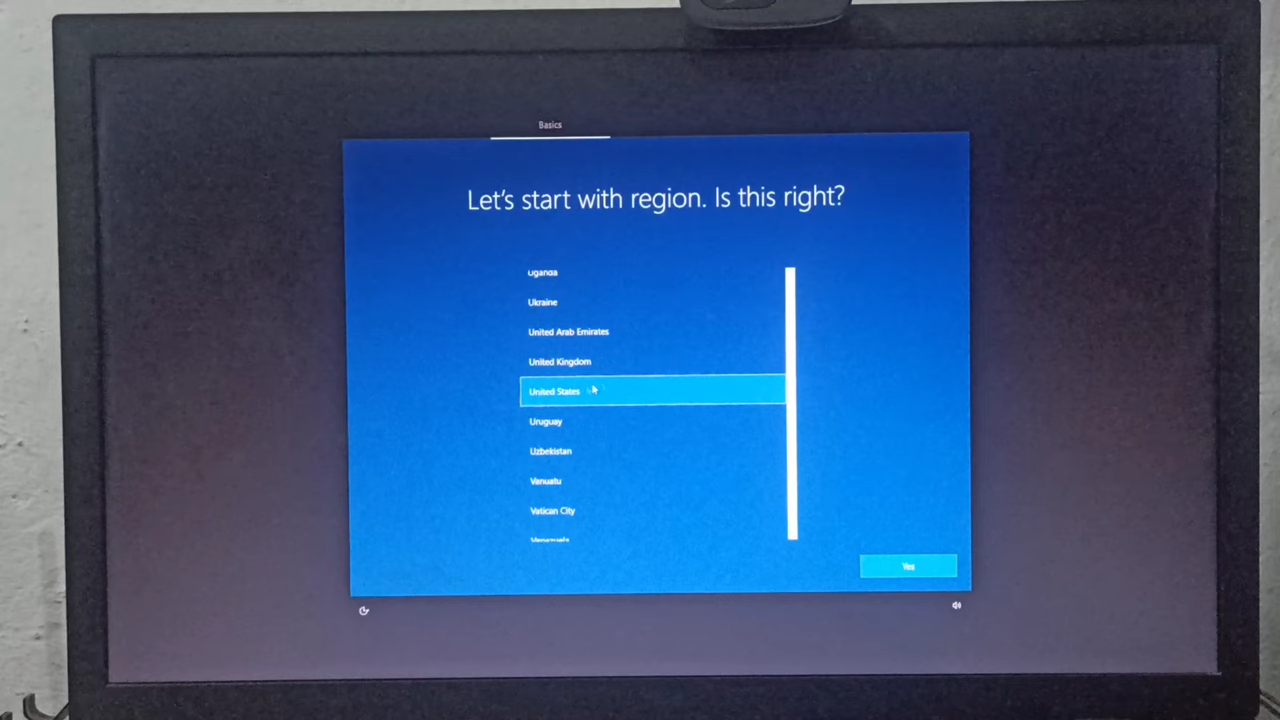 Basics
Let's start with region. Is this right?
Uganda
Ukraine
United Arab Emirates
United Kingdom
United States
Uruguay
Uzbekistan
Vanuatu
Vatican City
Venezuela
Yes